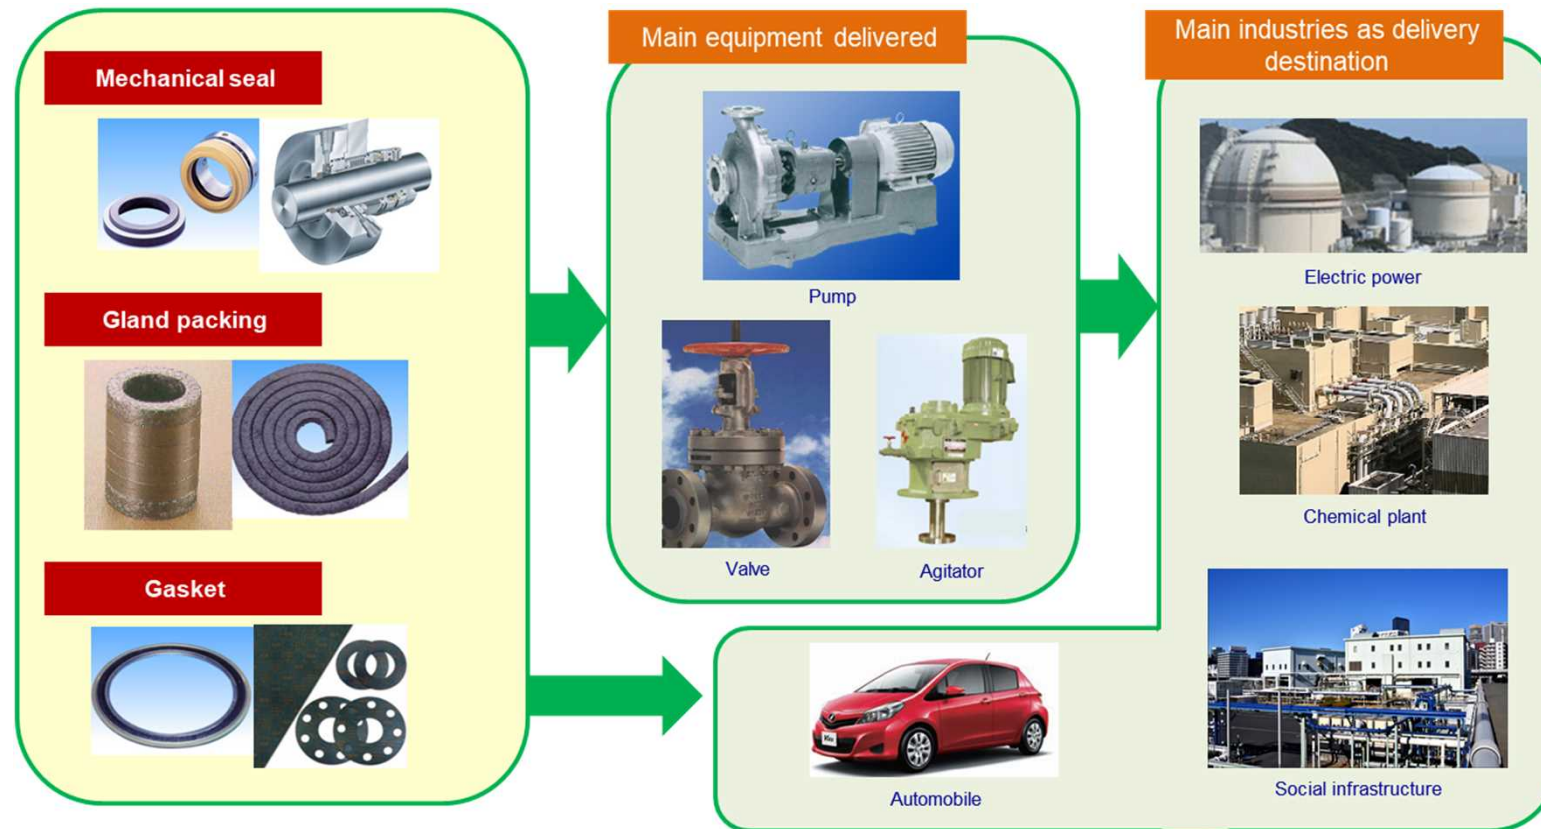 Mechanical seal
Gland packing
Gasket
Main equipment delivered
Pump
Valve
Agitator
Main industries as delivery
destination
Electric power
Chemical plant
Social infrastructure
Automobile